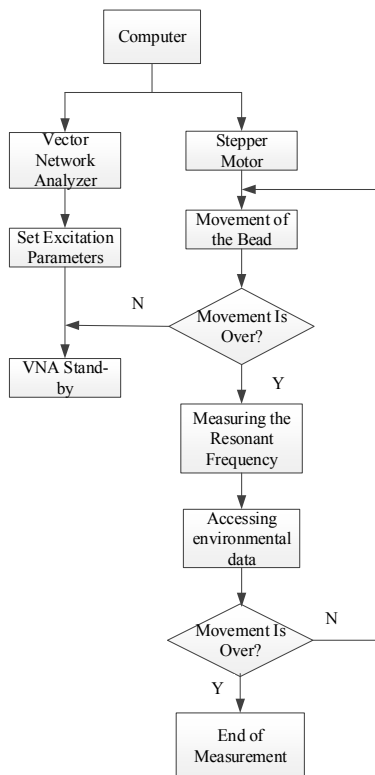 Computer
Vector
Network
Analyzer
Stepper
Motor
Set Excitation
Parameters
Movement of
the Bead
N
Movement Is
Over?
VNA Stand-
by
Y
Measuring the
Resonant
Frequency
Accessing
environmental
data
N
Movement Is
Over?
Y
End of
Measurement